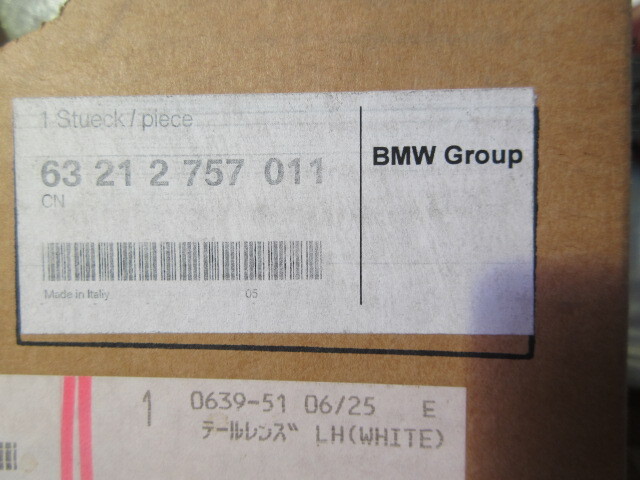 1 Stueck / piece
63 21 2 757 011
CN
BMW Group
Made in Italiy
05
1 0639-51 06/25 E
テールレンズ LH(WHITE)